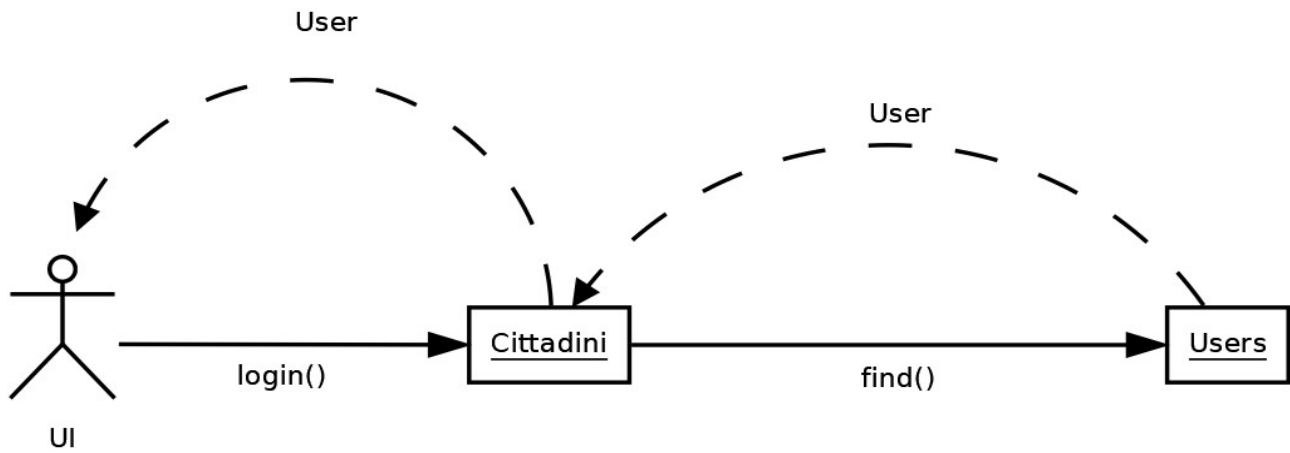 User
User
Cittadini
Users
login()
find()
UI